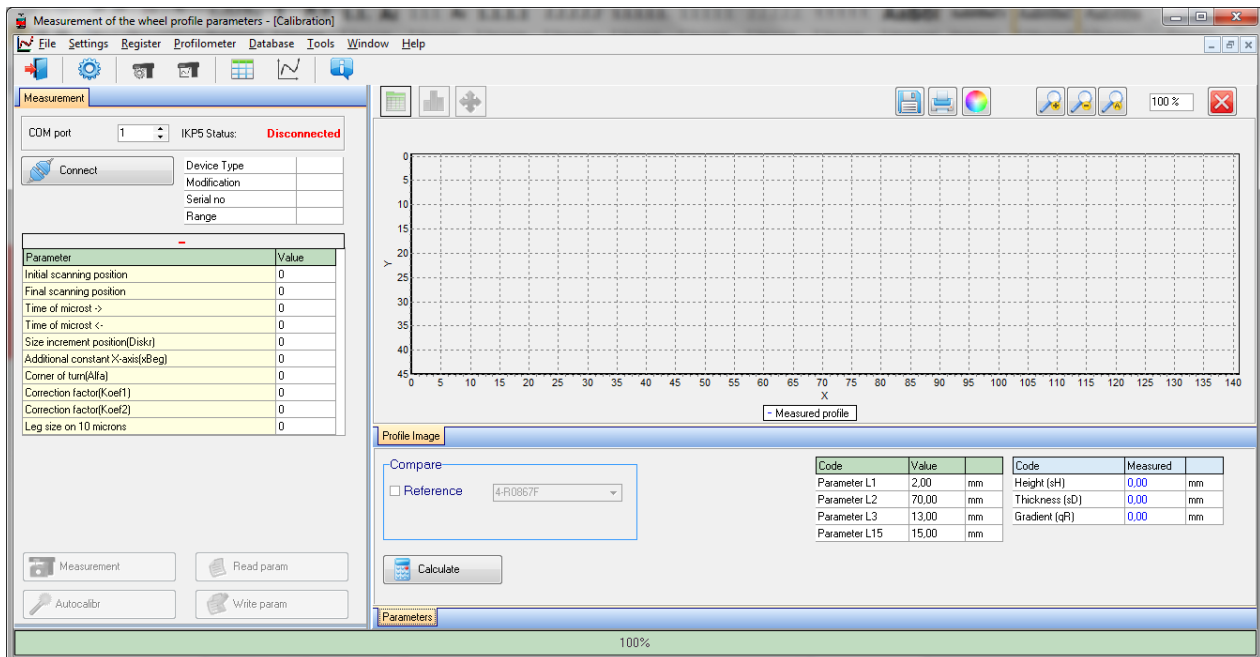 Measurement of the wheel profile parameters - [Calibration]
File Settings Register Profilometer Database Tools Window Help
Measurement
COM port 1 IKP5 Status: Disconnected
Connect
Device Type
Modification
Serial no
Range
-
Parameter Value
Initial scanning position 0
Final scanning position 0
Time of microst -> 0
Time of microst <- 0
Size increment position(Diskr) 0
Additional constant X-axis(xBeg) 0
Corner of turn(Alfa) 0
Correction factor(Koef1) 0
Correction factor(Koef2) 0
Leg size on 10 microns 0
Measurement Read param
Autocalibr Write param
100 %
0
5
10
15
20
25
30
35
40
45
Y
0 5 10 15 20 25 30 35 40 45 50 55 60 65 70 75 80 85 90 95 100 105 110 115 120 125 130 135 140
X
- Measured profile
Profile Image
Compare
Reference 4-R0867F
Calculate
Code Value
Parameter L1 2,00 mm
Parameter L2 70,00 mm
Parameter L3 13,00 mm
Parameter L15 15,00 mm
Code Measured
Height (sH) 0,00 mm
Thickness (sD) 0,00 mm
Gradient (qR) 0,00 mm
Parameters
100%